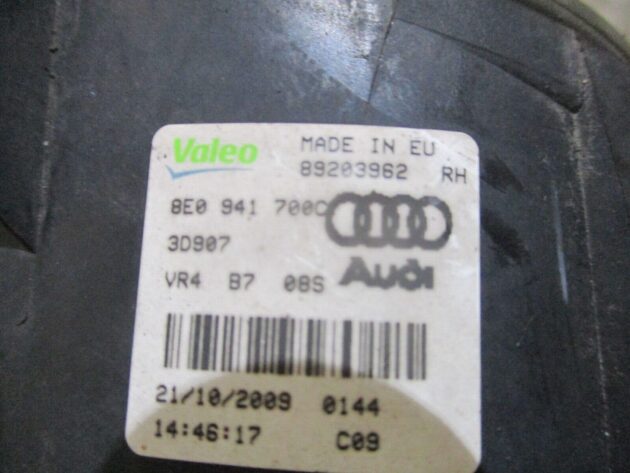 Valeo MADE IN EU
89203962 RH
8E0 941 700C
3D907
Audi
VR4 B7 08S
21/10/2009 0144
14:46:17 C09